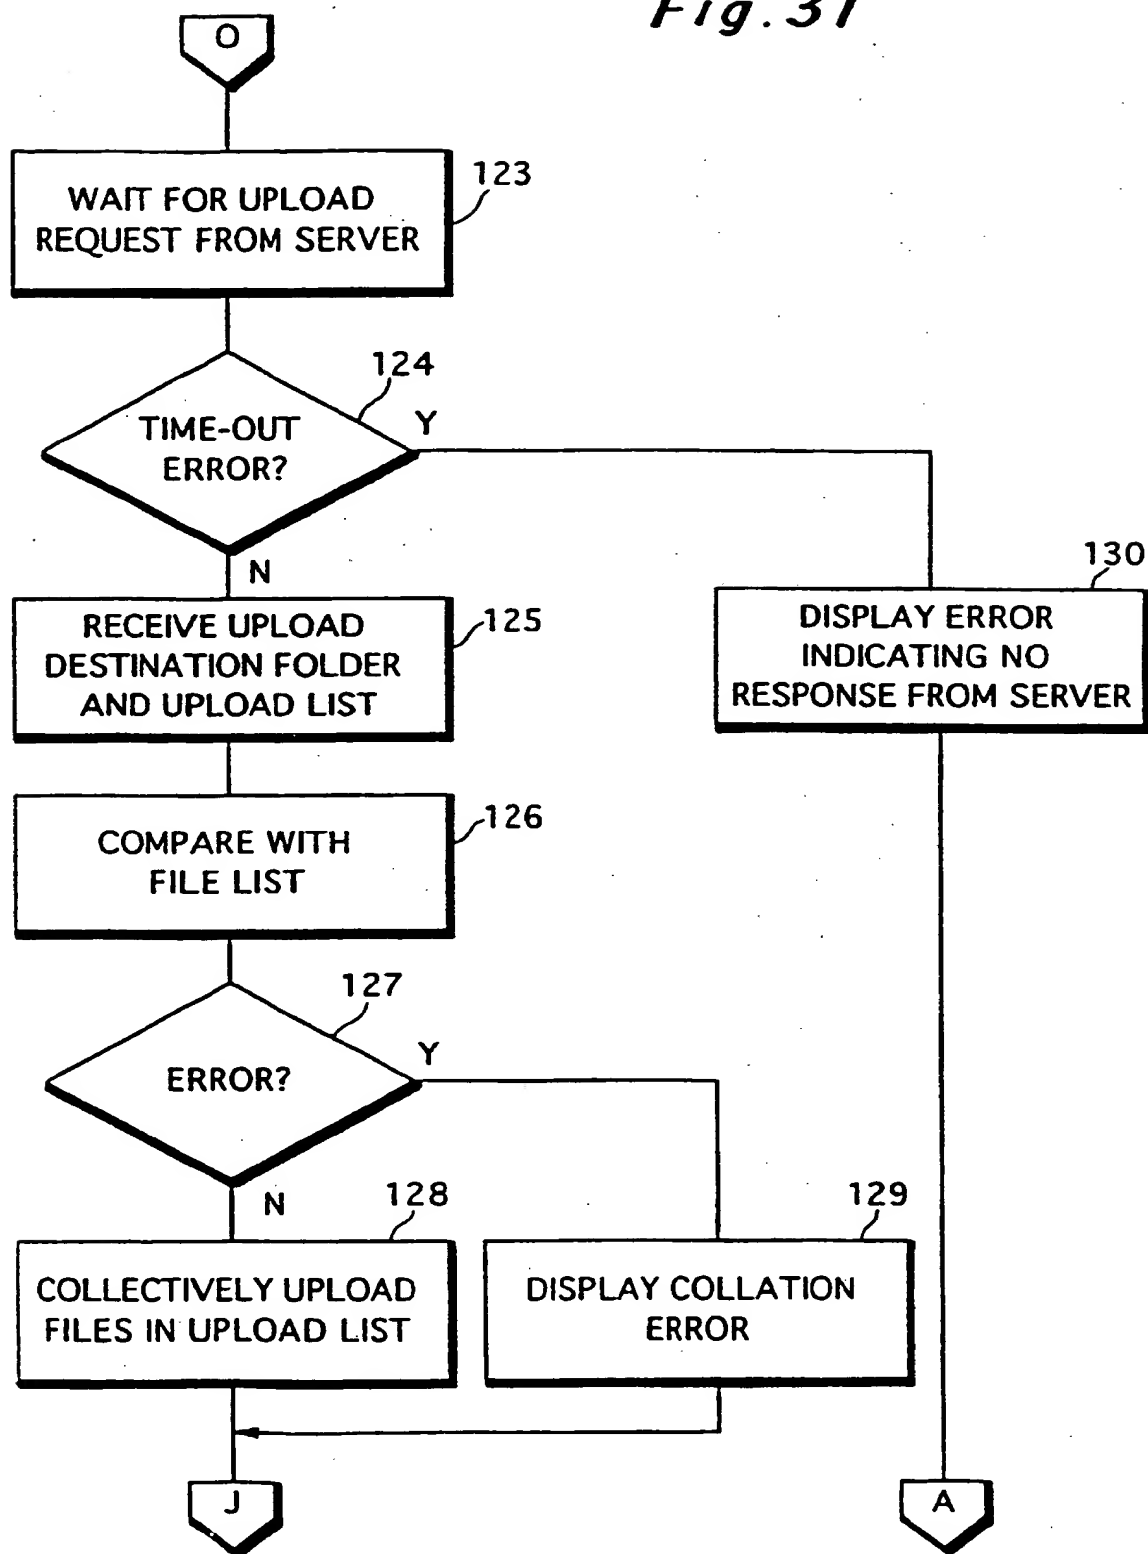 Fig. 31
O
WAIT FOR UPLOAD
REQUEST FROM SERVER
123
124
TIME-OUT
ERROR?
Y
N
RECEIVE UPLOAD
DESTINATION FOLDER
AND UPLOAD LIST
125
130
DISPLAY ERROR
INDICATING NO
RESPONSE FROM SERVER
COMPARE WITH
FILE LIST
126
127
ERROR?
Y
N
128
COLLECTIVELY UPLOAD
FILES IN UPLOAD LIST
129
DISPLAY COLLATION
ERROR
J
A